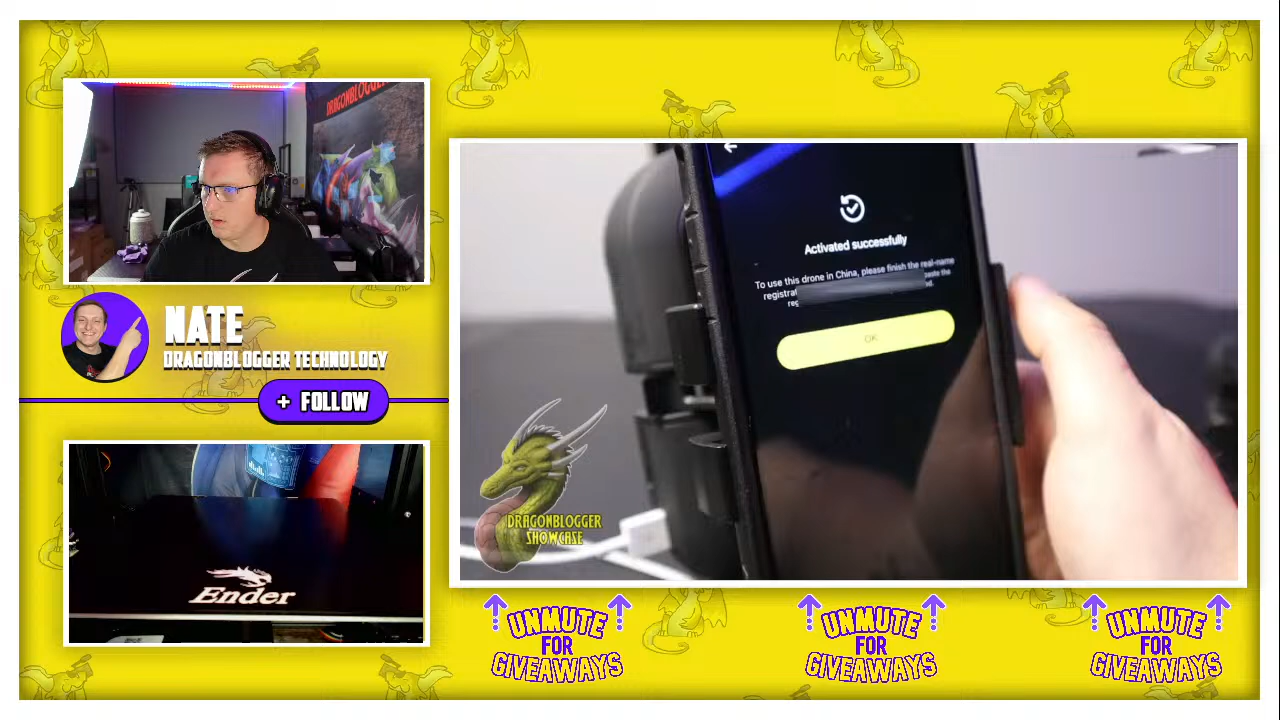 DRAGONBLOGGER
NATE
DRAGONBLOGGER TECHNOLOGY
+ FOLLOW
Ender
Activated successfully
To use this drone in China, please finish the real-name
OK
DRAGONBLOGGER
SHOWCASE
UNMUTE
FOR
GIVEAWAYS
UNMUTE
FOR
GIVEAWAYS
UNMUTE
FOR
GIVEAWAYS